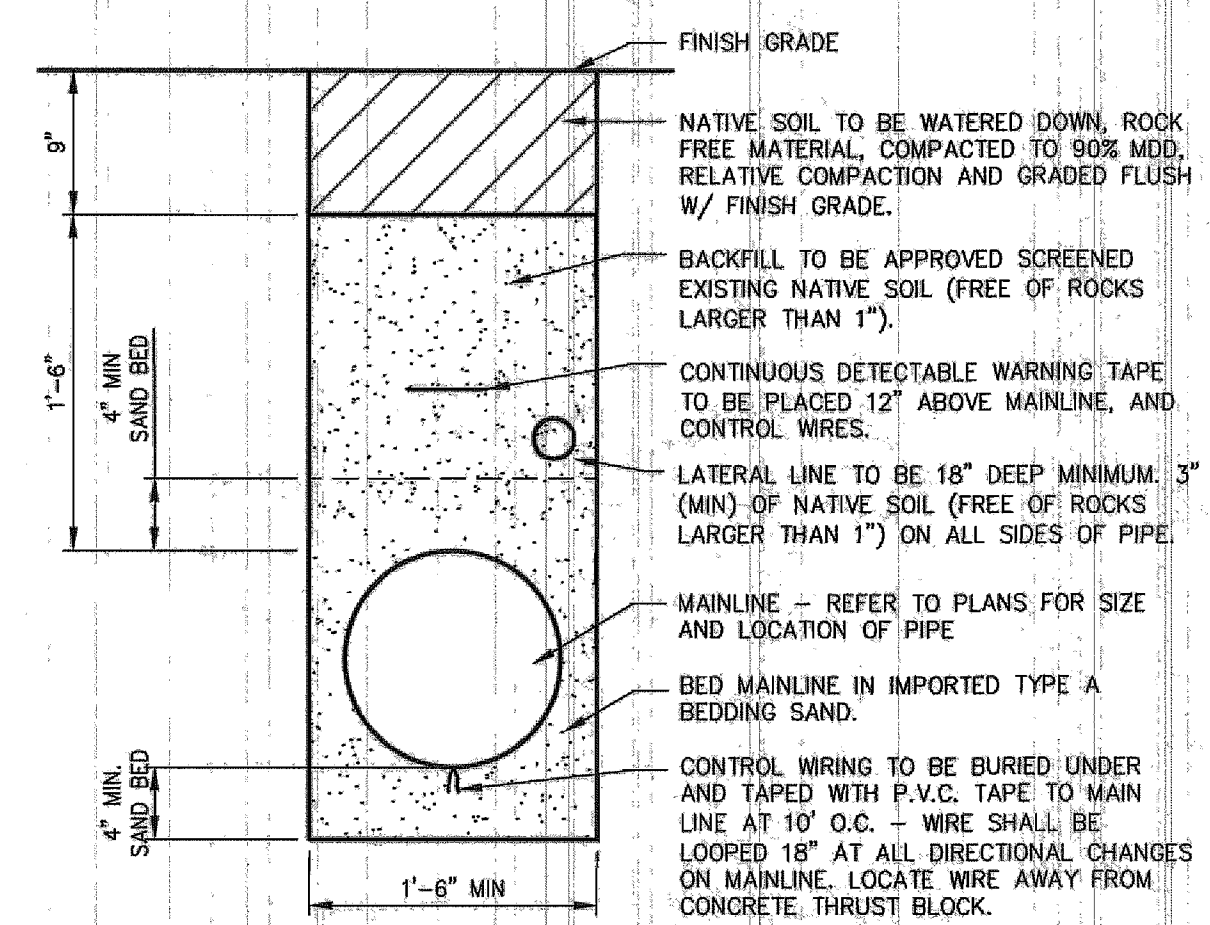 FINISH GRADE
9"
NATIVE SOIL TO BE WATERED DOWN, ROCK
FREE MATERIAL, COMPACTED TO 90% MDD,
RELATIVE COMPACTION AND GRADED FLUSH
W/ FINISH GRADE.
BACKFILL TO BE APPROVED SCREENED
EXISTING NATIVE SOIL (FREE OF ROCKS
LARGER THAN 1").
1'-6"
4" MIN
SAND BED
CONTINUOUS DETECTABLE WARNING TAPE
TO BE PLACED 12" ABOVE MAINLINE, AND
CONTROL WIRES.
LATERAL LINE TO BE 18" DEEP MINIMUM. 3"
(MIN) OF NATIVE SOIL (FREE OF ROCKS
LARGER THAN 1") ON ALL SIDES OF PIPE.
MAINLINE – REFER TO PLANS FOR SIZE
AND LOCATION OF PIPE
BED MAINLINE IN IMPORTED TYPE A
BEDDING SAND.
4" MIN.
SAND BED
CONTROL WIRING TO BE BURIED UNDER
AND TAPED WITH P.V.C. TAPE TO MAIN
LINE AT 10' O.C. – WIRE SHALL BE
LOOPED 18" AT ALL DIRECTIONAL CHANGES
ON MAINLINE. LOCATE WIRE AWAY FROM
CONCRETE THRUST BLOCK.
1'-6" MIN